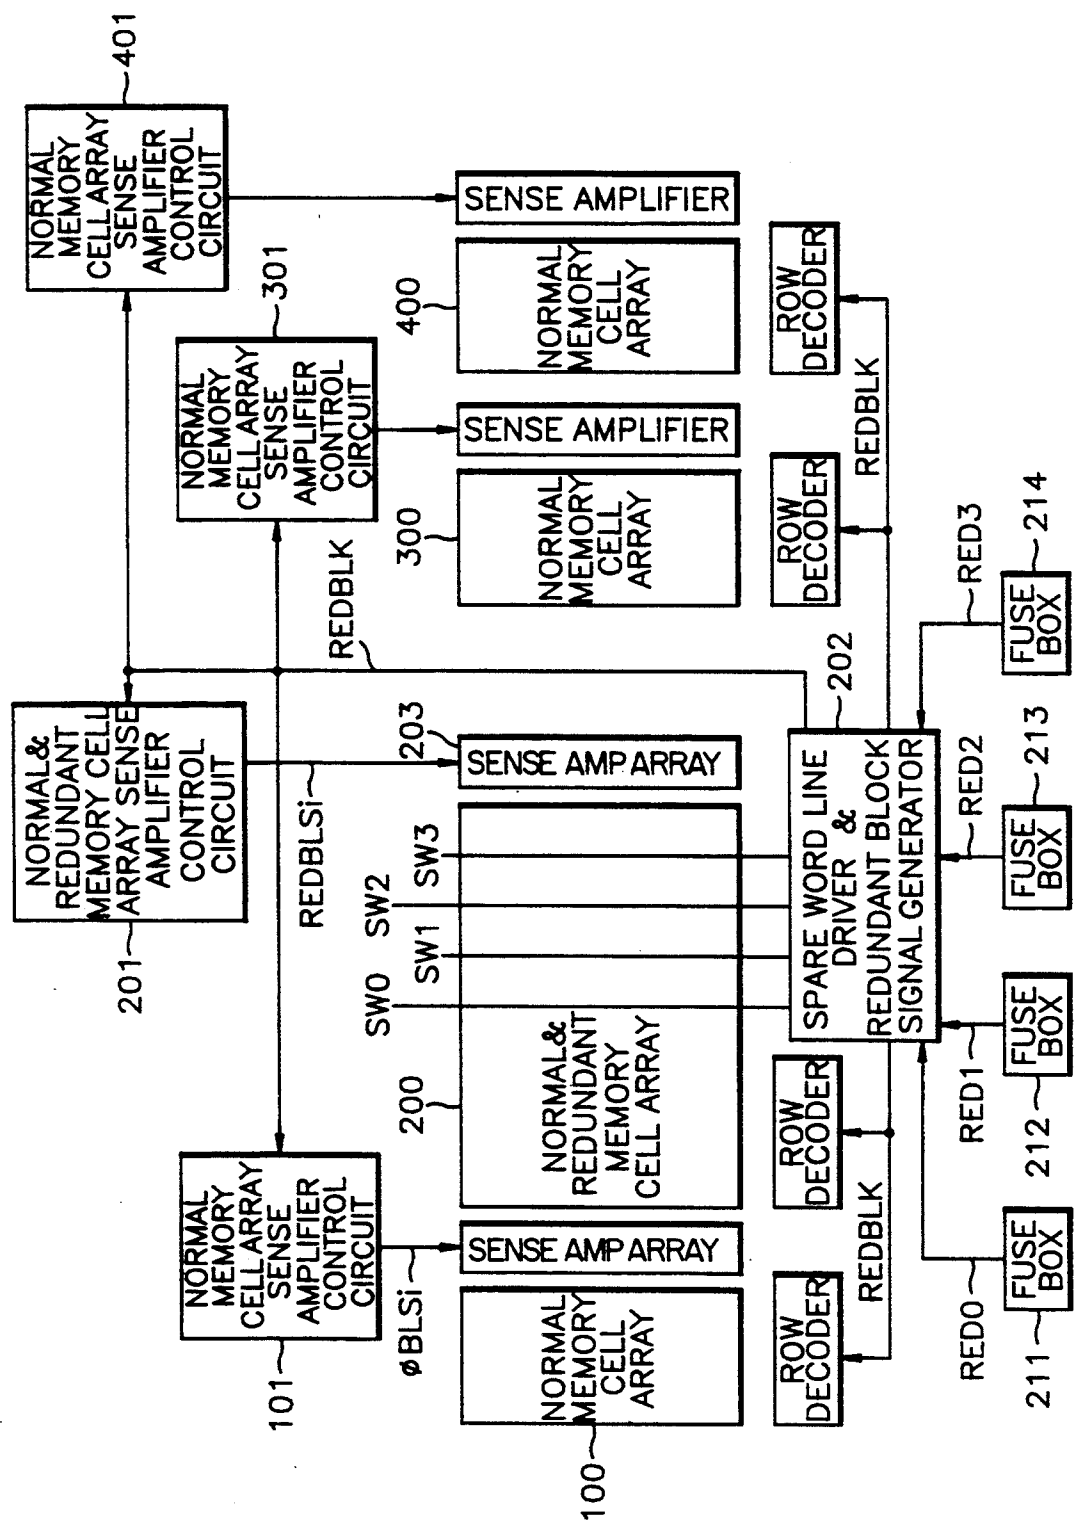 NORMAL
MEMORY
CELL ARRAY
SENSE
AMPLIFIER
CONTROL
CIRCUIT
101
ØBLSi
NORMAL&
REDUNDANT
MEMORY CELL
ARRAY SENSE
AMPLIFIER
CONTROL
CIRCUIT
201
REDBLSi
NORMAL
MEMORY
CELL ARRAY
SENSE
AMPLIFIER
CONTROL
CIRCUIT
301
NORMAL
MEMORY
CELL ARRAY
SENSE
AMPLIFIER
CONTROL
CIRCUIT
401
REDBLK
100
NORMAL
MEMORY
CELL
ARRAY
SENSE AMP ARRAY
200
NORMAL&
REDUNDANT
MEMORY
CELL ARRAY
SW0
SW1
SW2
SW3
203
SENSE AMP ARRAY
300
NORMAL
MEMORY
CELL
ARRAY
SENSE AMPLIFIER
400
NORMAL
MEMORY
CELL
ARRAY
SENSE AMPLIFIER
ROW
DECODER
ROW
DECODER
REDBLK
SPARE WORD LINE
DRIVER &
REDUNDANT BLOCK
SIGNAL GENERATOR
202
ROW
DECODER
ROW
DECODER
REDBLK
RED0
RED1
RED2
RED3
211
FUSE
BOX
212
FUSE
BOX
213
FUSE
BOX
214
FUSE
BOX